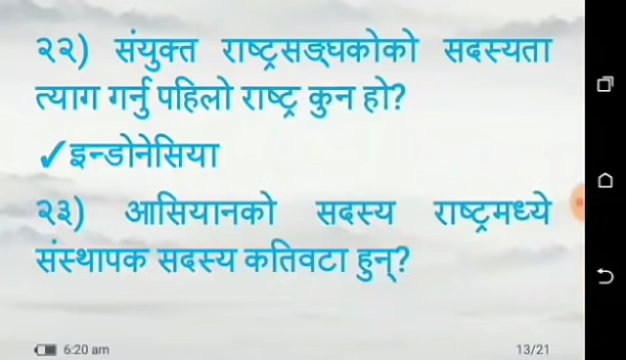 २२) संयुक्त राष्ट्रसङ्घकोको सदस्यता
त्याग गर्नु पहिलो राष्ट्र कुन हो?
✓इन्डोनेसिया
२३) आसियानको सदस्य राष्ट्रमध्ये
संस्थापक सदस्य कतिवटा हुन्?
6:20 am
13/21